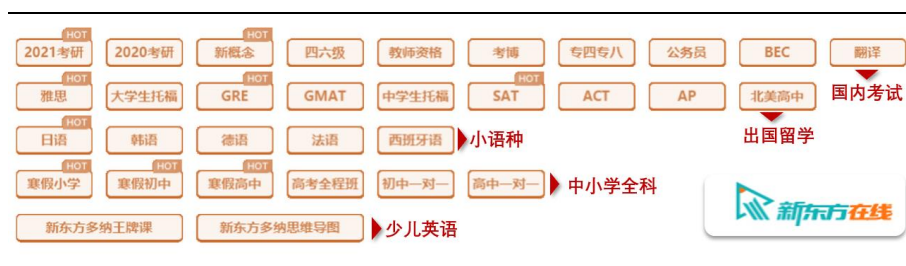 HOT HOT
2021考研 2020考研 新概念 四六级 教师资格 考博 专四专八 公务员 BEC 翻译
HOT HOT HOT
雅思 大学生托福 GRE GMAT 中学生托福 SAT ACT AP 北美高中 国内考试
HOT
日语 韩语 德语 法语 西班牙语 小语种 出国留学
HOT HOT HOT
寒假小学 寒假初中 寒假高中 高考全程班 初中一对一 高中一对一 中小学全科
新东方多纳王牌课 新东方多纳思维导图 少儿英语
新东方在线